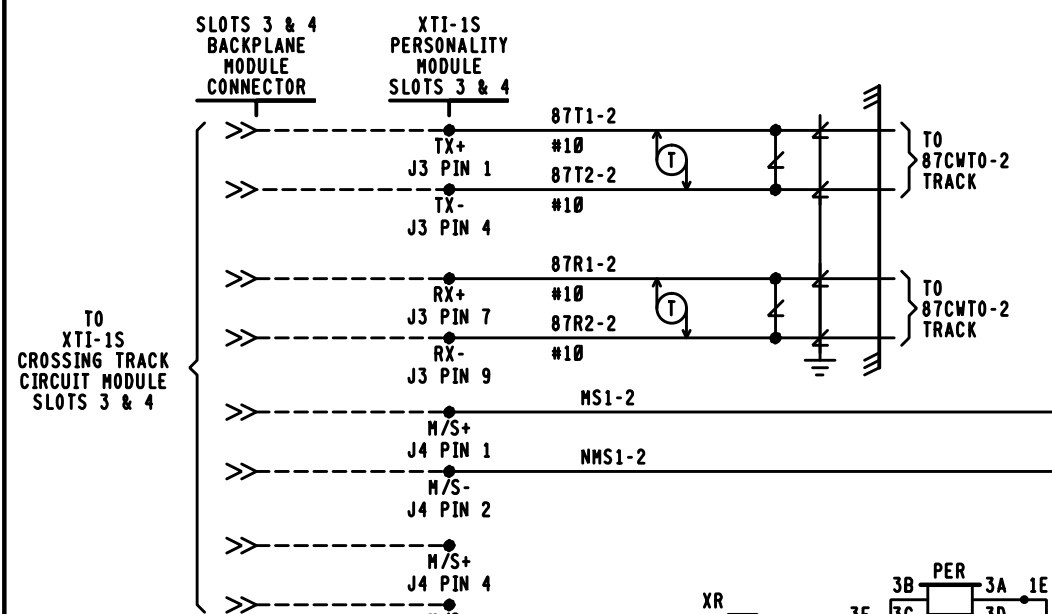 SLOTS 3 & 4
BACKPLANE
MODULE
CONNECTOR
XTI-1S
PERSONALITY
MODULE
SLOTS 3 & 4
87T1-2
#10
TX+
J3 PIN 1
T
87T2-2
#10
TX-
J3 PIN 4
TO
87CWTO-2
TRACK
87R1-2
#10
RX+
J3 PIN 7
T
87R2-2
#10
RX-
J3 PIN 9
TO
87CWTO-2
TRACK
TO
XTI-1S
CROSSING TRACK
CIRCUIT MODULE
SLOTS 3 & 4
MS1-2
M/S+
J4 PIN 1
NMS1-2
M/S-
J4 PIN 2
M/S+
J4 PIN 4
XR
PER
3B
3A
1E